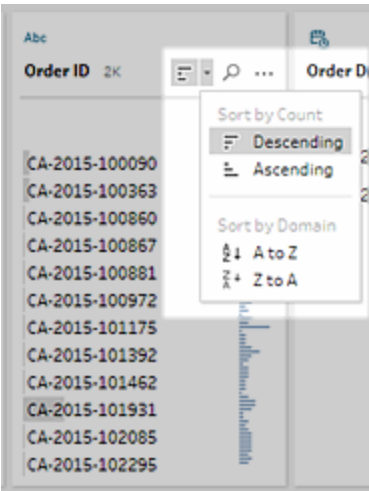 Abc
Order ID 2K
Order D
Sort by Count
Descending
Ascending
Sort by Domain
A to Z
Z to A
CA-2015-100090
CA-2015-100363
CA-2015-100860
CA-2015-100867
CA-2015-100881
CA-2015-100972
CA-2015-101175
CA-2015-101392
CA-2015-101462
CA-2015-101931
CA-2015-102085
CA-2015-102295